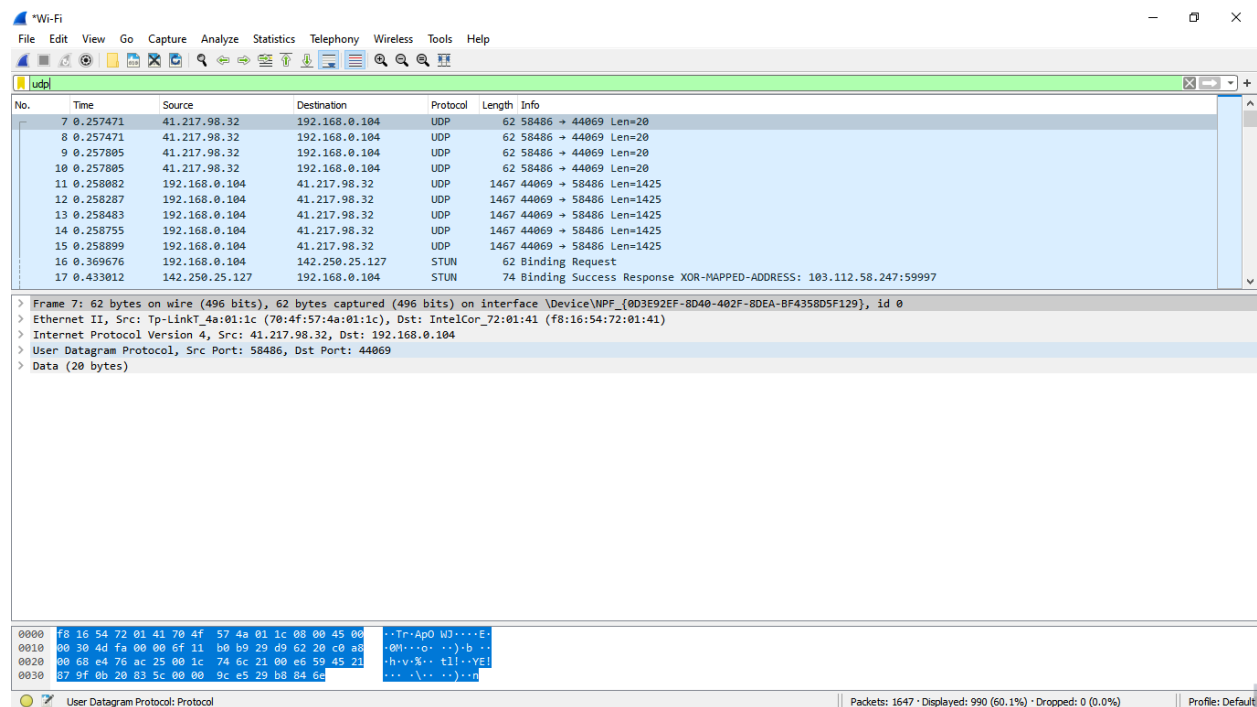 *Wi-Fi
File Edit View Go Capture Analyze Statistics Telephony Wireless Tools Help
udp
No. Time Source Destination Protocol Length Info
7 0.257471 41.217.98.32 192.168.0.104 UDP 62 58486 → 44069 Len=20
8 0.257471 41.217.98.32 192.168.0.104 UDP 62 58486 → 44069 Len=20
9 0.257805 41.217.98.32 192.168.0.104 UDP 62 58486 → 44069 Len=20
10 0.257805 41.217.98.32 192.168.0.104 UDP 62 58486 → 44069 Len=20
11 0.258082 192.168.0.104 41.217.98.32 UDP 1467 44069 → 58486 Len=1425
12 0.258287 192.168.0.104 41.217.98.32 UDP 1467 44069 → 58486 Len=1425
13 0.258483 192.168.0.104 41.217.98.32 UDP 1467 44069 → 58486 Len=1425
14 0.258755 192.168.0.104 41.217.98.32 UDP 1467 44069 → 58486 Len=1425
15 0.258899 192.168.0.104 41.217.98.32 UDP 1467 44069 → 58486 Len=1425
16 0.369676 192.168.0.104 142.250.25.127 STUN 62 Binding Request
17 0.433012 142.250.25.127 192.168.0.104 STUN 74 Binding Success Response XOR-MAPPED-ADDRESS: 103.112.58.247:59997
> Frame 7: 62 bytes on wire (496 bits), 62 bytes captured (496 bits) on interface \Device\NPF_{0D3E92EF-8D40-402F-8DEA-BF4358D5F129}, id 0
> Ethernet II, Src: Tp-LinkT_4a:01:1c (70:4f:57:4a:01:1c), Dst: IntelCor_72:01:41 (f8:16:54:72:01:41)
> Internet Protocol Version 4, Src: 41.217.98.32, Dst: 192.168.0.104
> User Datagram Protocol, Src Port: 58486, Dst Port: 44069
> Data (20 bytes)
0000 f8 16 54 72 01 41 70 4f 57 4a 01 1c 08 00 45 00 ··Tr·ApO WJ····E·
0010 00 30 4d fa 00 00 6f 11 b0 b9 29 d9 62 20 c0 a8 ·0M···o· ··)·b ··
0020 00 68 e4 76 ac 25 00 1c 74 6c 21 00 e6 59 45 21 ·h·v·%·· tl!··YE!
0030 87 9f 0b 20 83 5c 00 00 9c e5 29 b8 84 6e ··· ·\·· ··)··n
User Datagram Protocol: Protocol Packets: 1647 · Displayed: 990 (60.1%) · Dropped: 0 (0.0%) Profile: Default